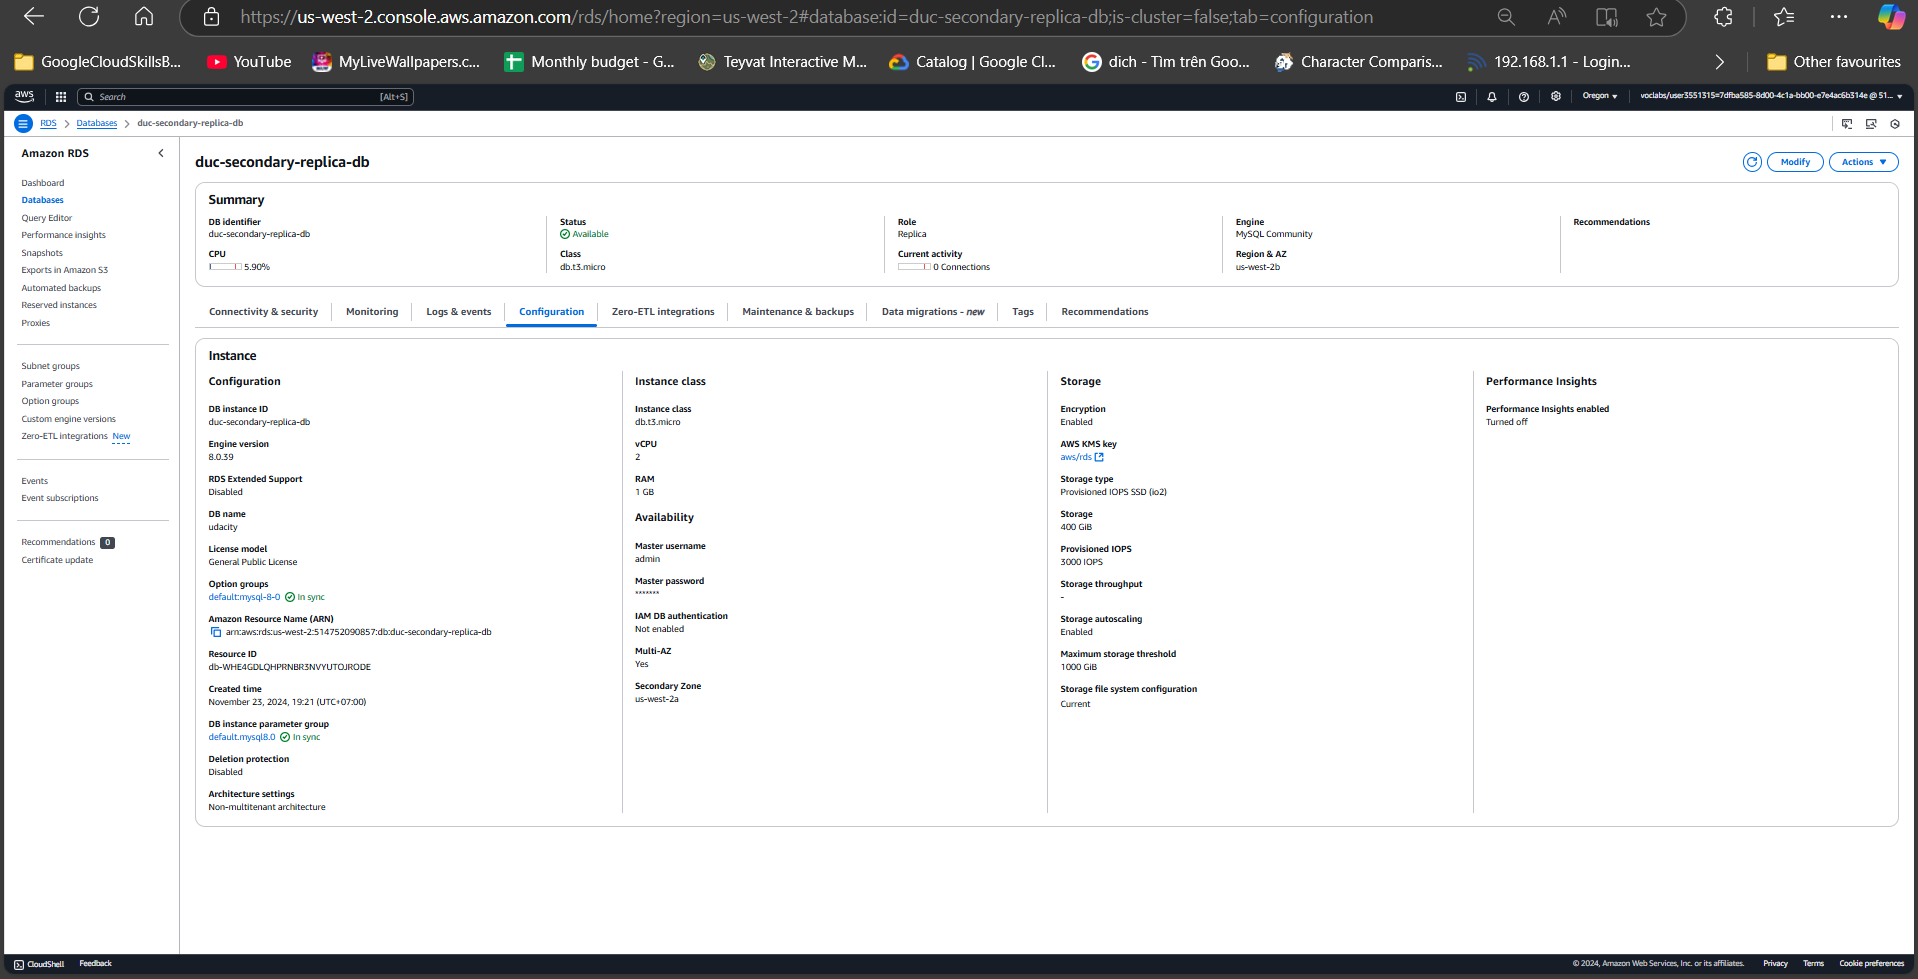 https://us-west-2.console.aws.amazon.com/rds/home?region=us-west-2#database:id=duc-secondary-replica-db;is-cluster=false;tab=configuration
GoogleCloudSkillsB... YouTube MyLiveWallpapers.c... Monthly budget - G... Teyvat Interactive M... Catalog | Google Cl... dich - Tìm trên Goo... Character Comparis... 192.168.1.1 - Login... Other favourites
aws Search [Alt+S] Oregon voclabs/user3551315=7dfba585-8d00-4c1a-bb00-e7e4ac6b314e @ 51...
RDS Databases duc-secondary-replica-db
Amazon RDS
Dashboard
Databases
Query Editor
Performance insights
Snapshots
Exports in Amazon S3
Automated backups
Reserved instances
Proxies
Subnet groups
Parameter groups
Option groups
Custom engine versions
Zero-ETL integrations New
Events
Event subscriptions
Recommendations 0
Certificate update
duc-secondary-replica-db
Modify Actions
Summary
DB identifier
duc-secondary-replica-db
CPU
5.90%
Status
Available
Class
db.t3.micro
Role
Replica
Current activity
0 Connections
Engine
MySQL Community
Region & AZ
us-west-2b
Recommendations
Connectivity & security Monitoring Logs & events Configuration Zero-ETL integrations Maintenance & backups Data migrations - new Tags Recommendations
Instance
Configuration
DB instance ID
duc-secondary-replica-db
Engine version
8.0.39
RDS Extended Support
Disabled
DB name
udacity
License model
General Public License
Option groups
default:mysql-8-0 In sync
Amazon Resource Name (ARN)
arn:aws:rds:us-west-2:514752090857:db:duc-secondary-replica-db
Resource ID
db-WHE4GDLQHPRNBR3NVYUTOJRODE
Created time
November 23, 2024, 19:21 (UTC+07:00)
DB instance parameter group
default.mysql8.0 In sync
Deletion protection
Disabled
Architecture settings
Non-multitenant architecture
Instance class
Instance class
db.t3.micro
vCPU
2
RAM
1 GB
Availability
Master username
admin
Master password
*******
IAM DB authentication
Not enabled
Multi-AZ
Yes
Secondary Zone
us-west-2a
Storage
Encryption
Enabled
AWS KMS key
aws/rds
Storage type
Provisioned IOPS SSD (io2)
Storage
400 GiB
Provisioned IOPS
3000 IOPS
Storage throughput
-
Storage autoscaling
Enabled
Maximum storage threshold
1000 GiB
Storage file system configuration
Current
Performance Insights
Performance Insights enabled
Turned off
CloudShell Feedback © 2024, Amazon Web Services, Inc. or its affiliates. Privacy Terms Cookie preferences